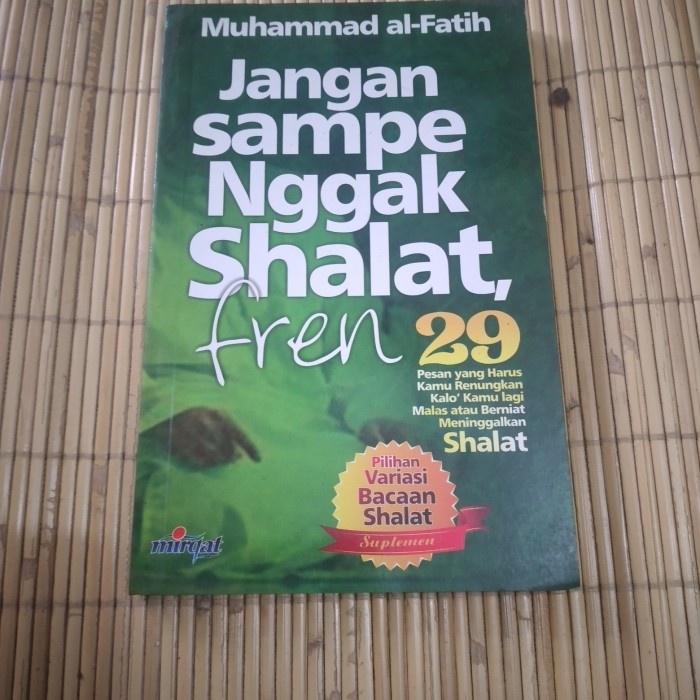 Muhammad al-Fatih
Jangan
sampe
Nggak
Shalat,
fren
29
Pesan yang Harus
Kamu Renungkan
Kalo' Kamu lagi
Malas atau Berniat
Meninggalkan
Shalat
Pilihan
Variasi
Bacaan
Shalat
Suplemen
mirqat